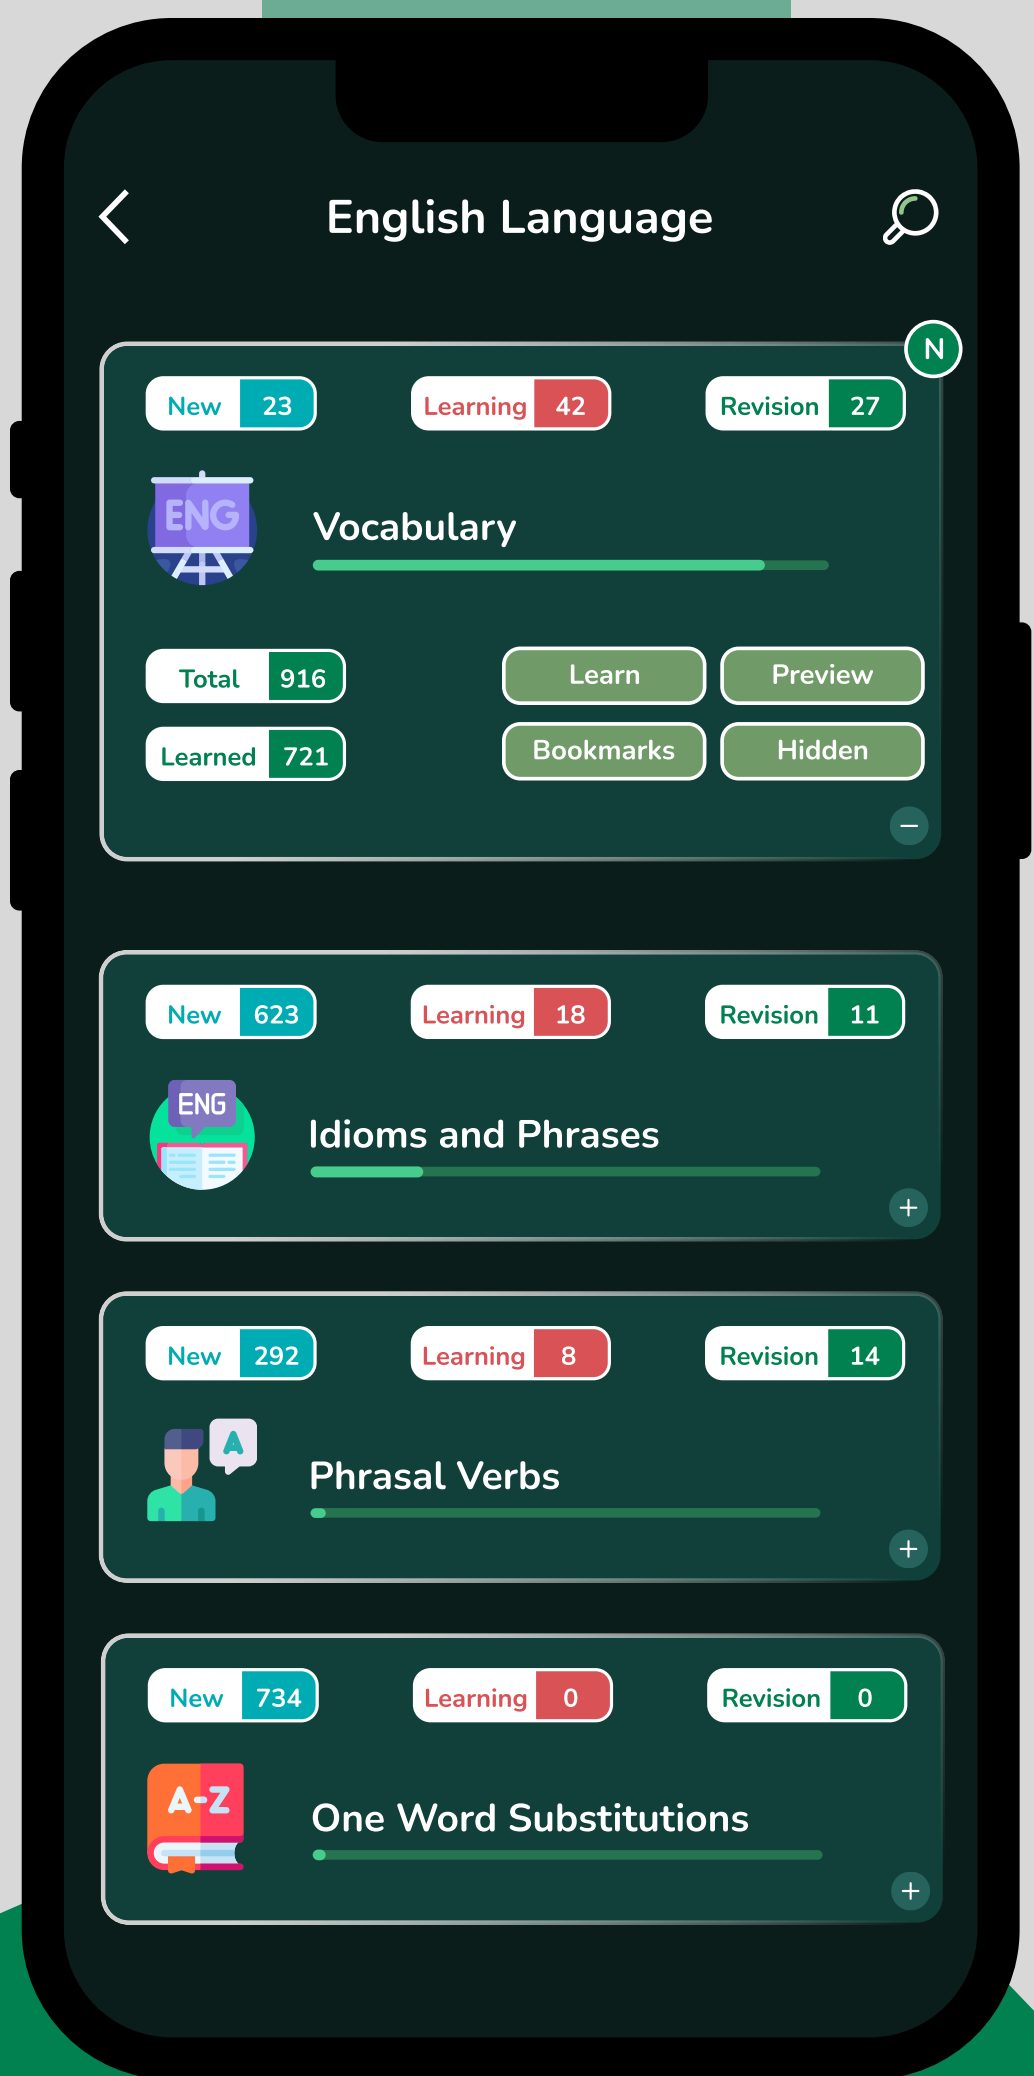 English Language
N
New 23 Learning 42 Revision 27
ENG
Vocabulary
Total 916 Learn Preview
Learned 721 Bookmarks Hidden
New 623 Learning 18 Revision 11
ENG
Idioms and Phrases
New 292 Learning 8 Revision 14
A
Phrasal Verbs
New 734 Learning 0 Revision 0
A-Z
One Word Substitutions